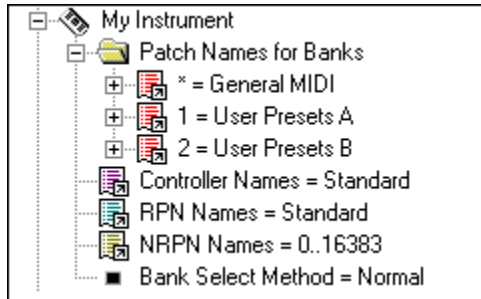 My Instrument
Patch Names for Banks
* = General MIDI
1 = User Presets A
2 = User Presets B
Controller Names = Standard
RPN Names = Standard
NRPN Names = 0..16383
Bank Select Method = Normal